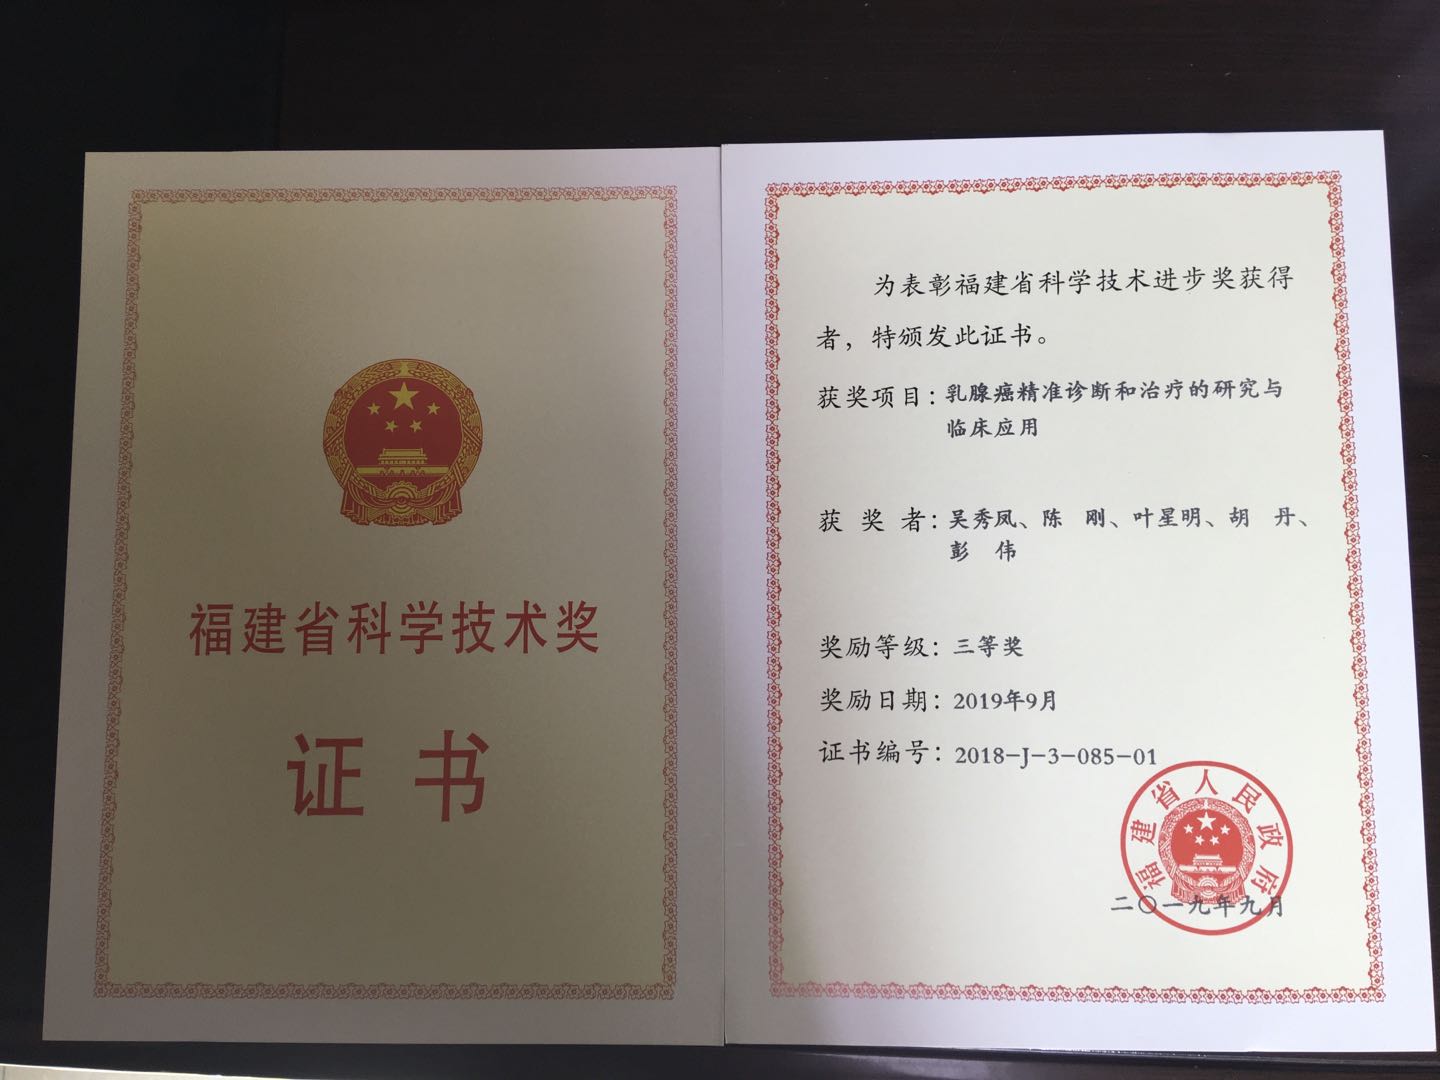 福建省科学技术奖
证书
为表彰福建省科学技术进步奖获得
者，特颁发此证书。
获奖项目：乳腺癌精准诊断和治疗的研究与
临床应用
获奖者：吴秀凤、陈 刚、叶星明、胡 丹、
彭 伟
奖励等级：三等奖
奖励日期：2019年9月
证书编号：2018-J-3-085-01
福建省人民政府
二〇一九年九月